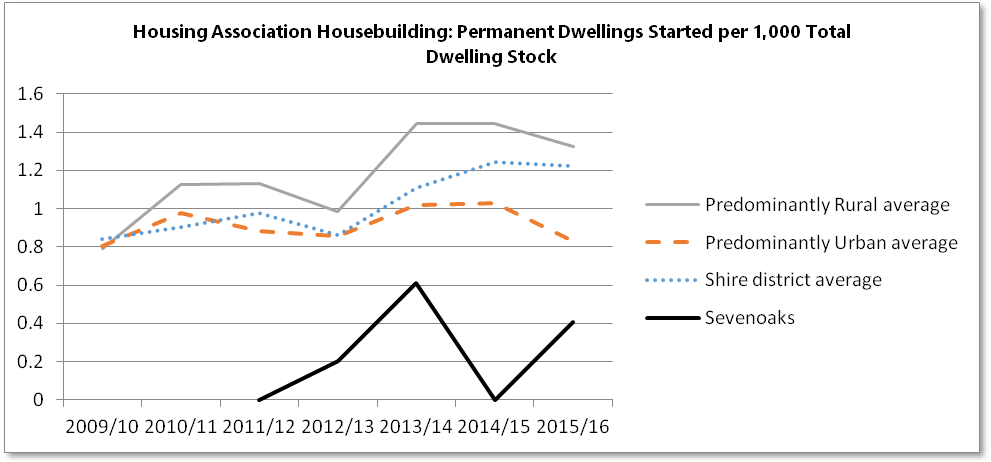 Housing Association Housebuilding: Permanent Dwellings Started per 1,000 Total
Dwelling Stock
1.6
1.4
1.2
1
0.8
0.6
0.4
0.2
0
2009/10 2010/11 2011/12 2012/13 2013/14 2014/15 2015/16
Predominantly Rural average
Predominantly Urban average
Shire district average
Sevenoaks